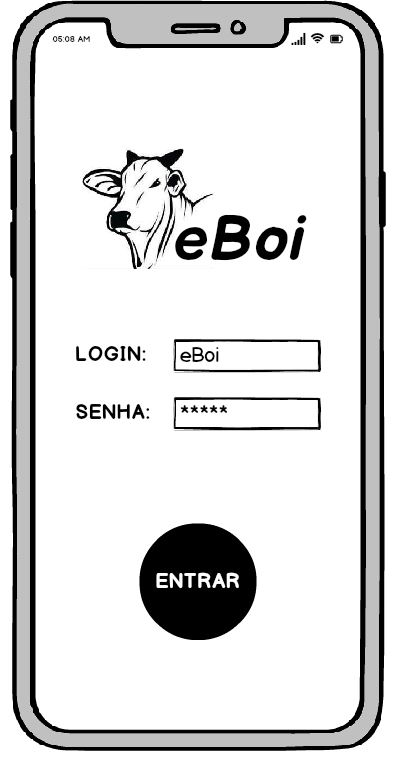 05:08 AM
eBoi
LOGIN: eBoi
SENHA: *****
ENTRAR